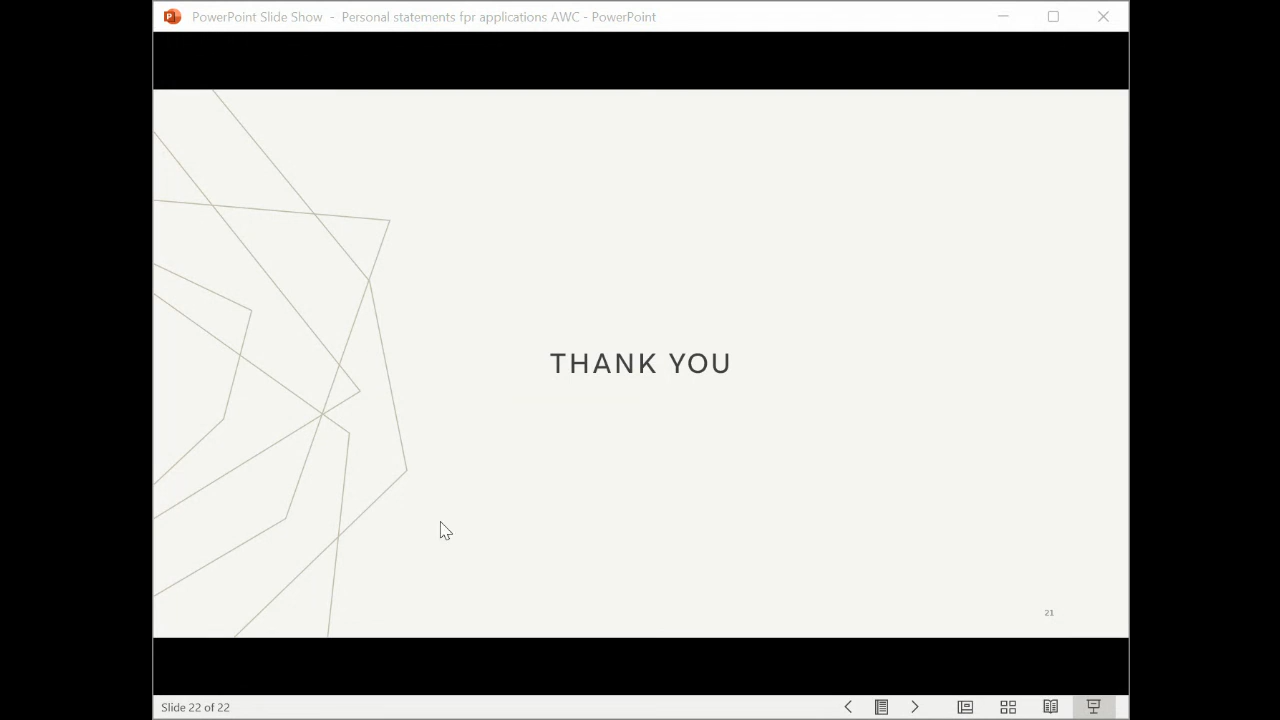 PowerPoint Slide Show - Personal statements fpr applications AWC - PowerPoint
THANK YOU
21
Slide 22 of 22